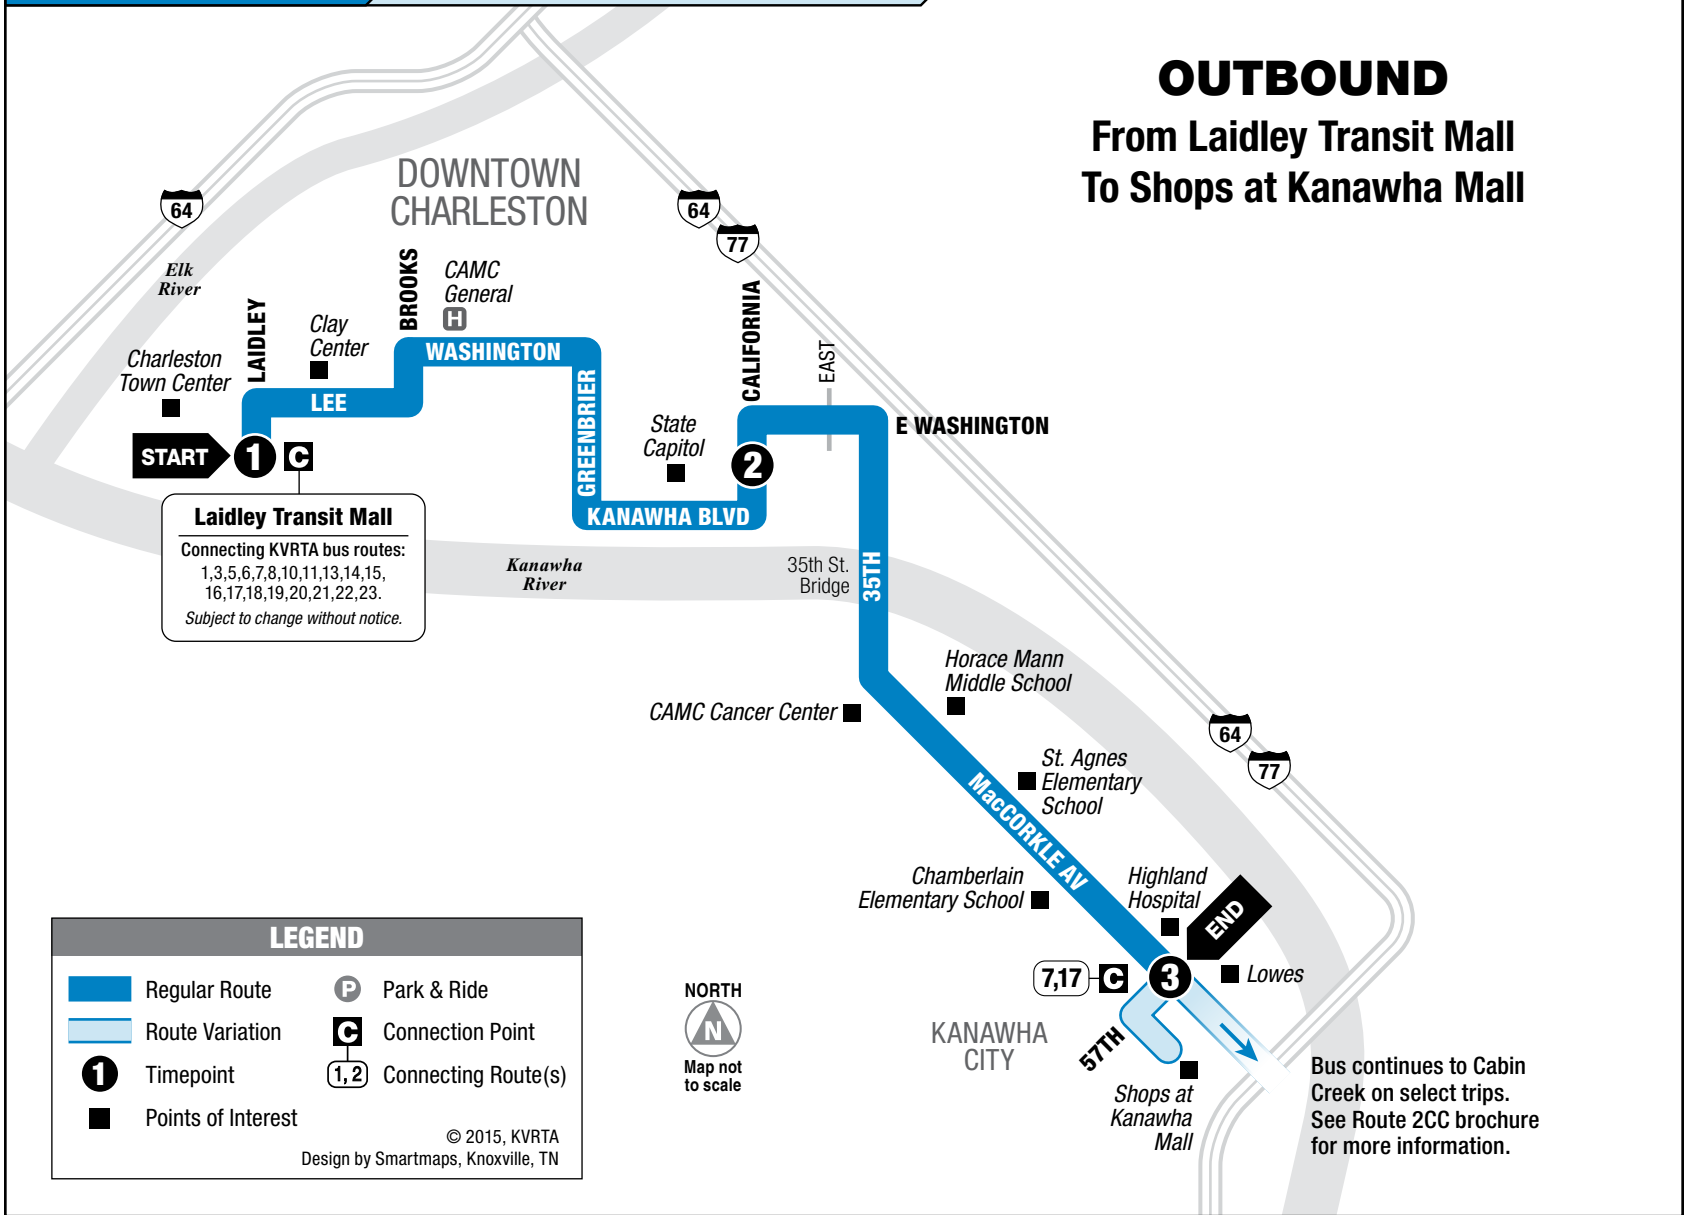 OUTBOUND
From Laidley Transit Mall
To Shops at Kanawha Mall
DOWNTOWN
CHARLESTON
64
64
77
Elk
River
LAIDLEY
Clay
Center
BROOKS
CAMC
General
H
CALIFORNIA
EAST
Charleston
Town Center
LEE
WASHINGTON
GREENBRIER
State
Capitol
E WASHINGTON
START
1
C
2
KANAWHA BLVD
Laidley Transit Mall
Connecting KVRTA bus routes:
1,3,5,6,7,8,10,11,13,14,15,
16,17,18,19,20,21,22,23.
Subject to change without notice.
Kanawha
River
35th St.
Bridge
35TH
Horace Mann
Middle School
CAMC Cancer Center
64
77
St. Agnes
Elementary
School
MacCORKLE AV
Chamberlain
Elementary School
Highland
Hospital
END
7,17
C
3
Lowes
KANAWHA
CITY
57TH
Shops at
Kanawha
Mall
Bus continues to Cabin
Creek on select trips.
See Route 2CC brochure
for more information.
NORTH
N
Map not
to scale
LEGEND
Regular Route
P Park & Ride
Route Variation
C Connection Point
1 Timepoint
1, 2 Connecting Route(s)
Points of Interest
© 2015, KVRTA
Design by Smartmaps, Knoxville, TN